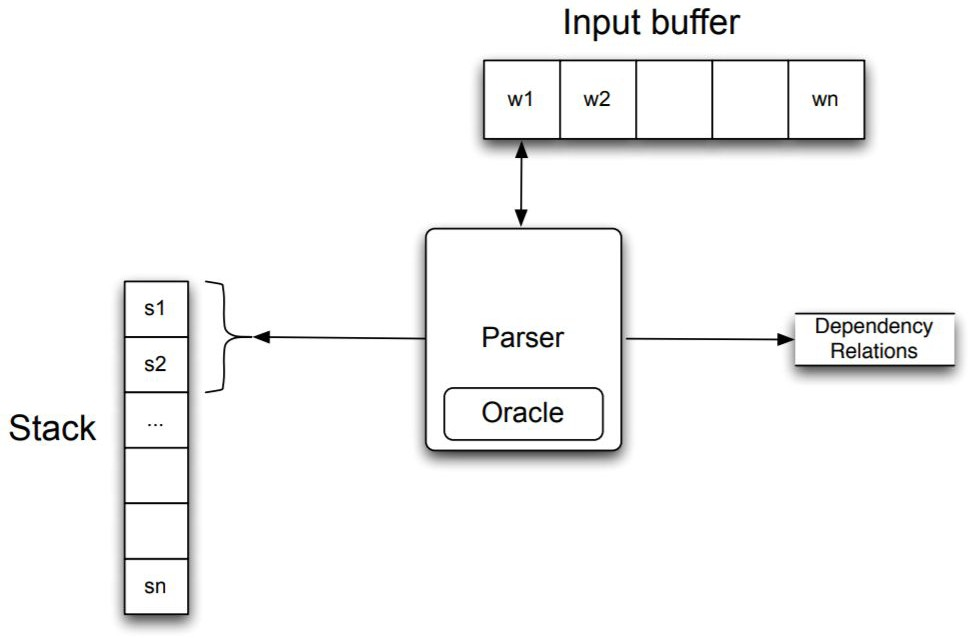 Input buffer
w1 w2 wn
s1
s2
...
sn
Stack
Parser
Oracle
Dependency
Relations